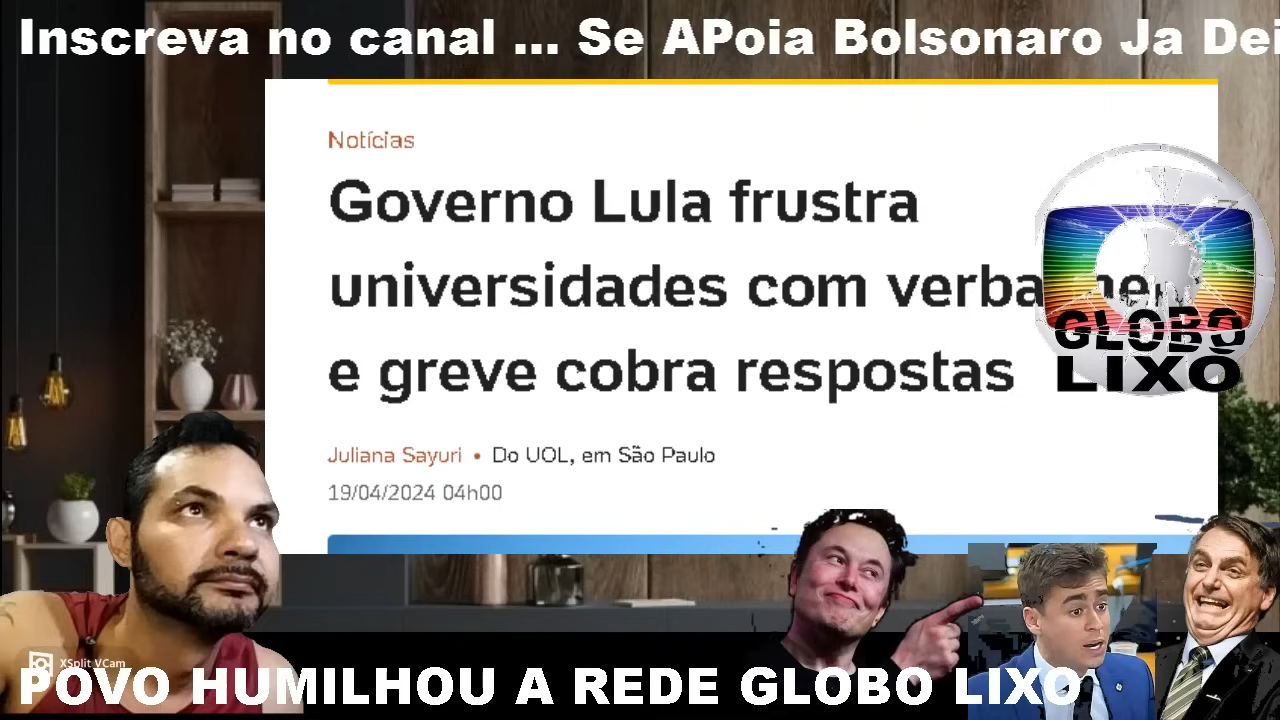 Inscreva no canal ... Se APoia Bolsonaro Ja Dei
Notícias
Governo Lula frustra
universidades com verba
e greve cobra respostas
GLOBO
LIXO
Juliana Sayuri • Do UOL, em São Paulo
19/04/2024 04h00
XSplit VCam
POVO HUMILHOU A REDE GLOBO LIXO